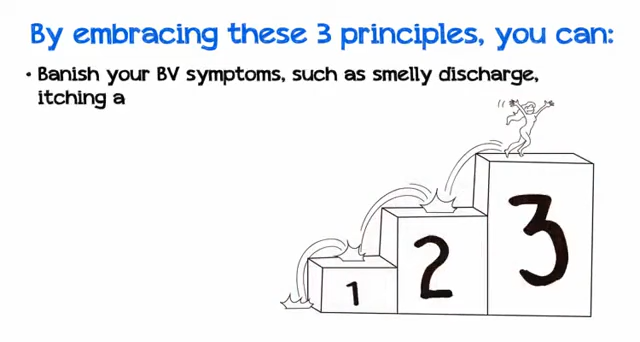 By embracing these 3 principles, you can:
• Banish your BV symptoms, such as smelly discharge,
itching a
1
2
3